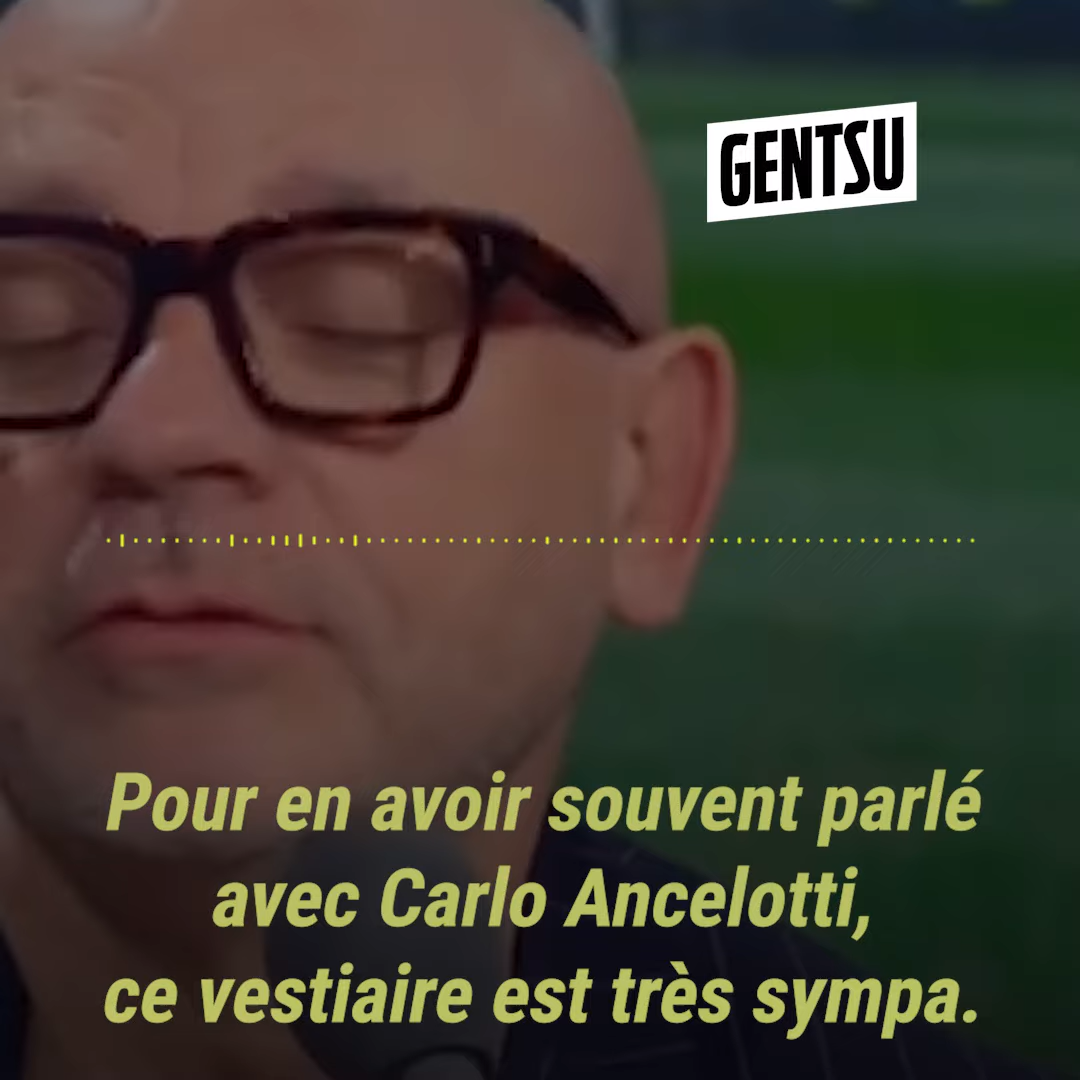 GENTSU
Pour en avoir souvent parlé
avec Carlo Ancelotti,
ce vestiaire est très sympa.